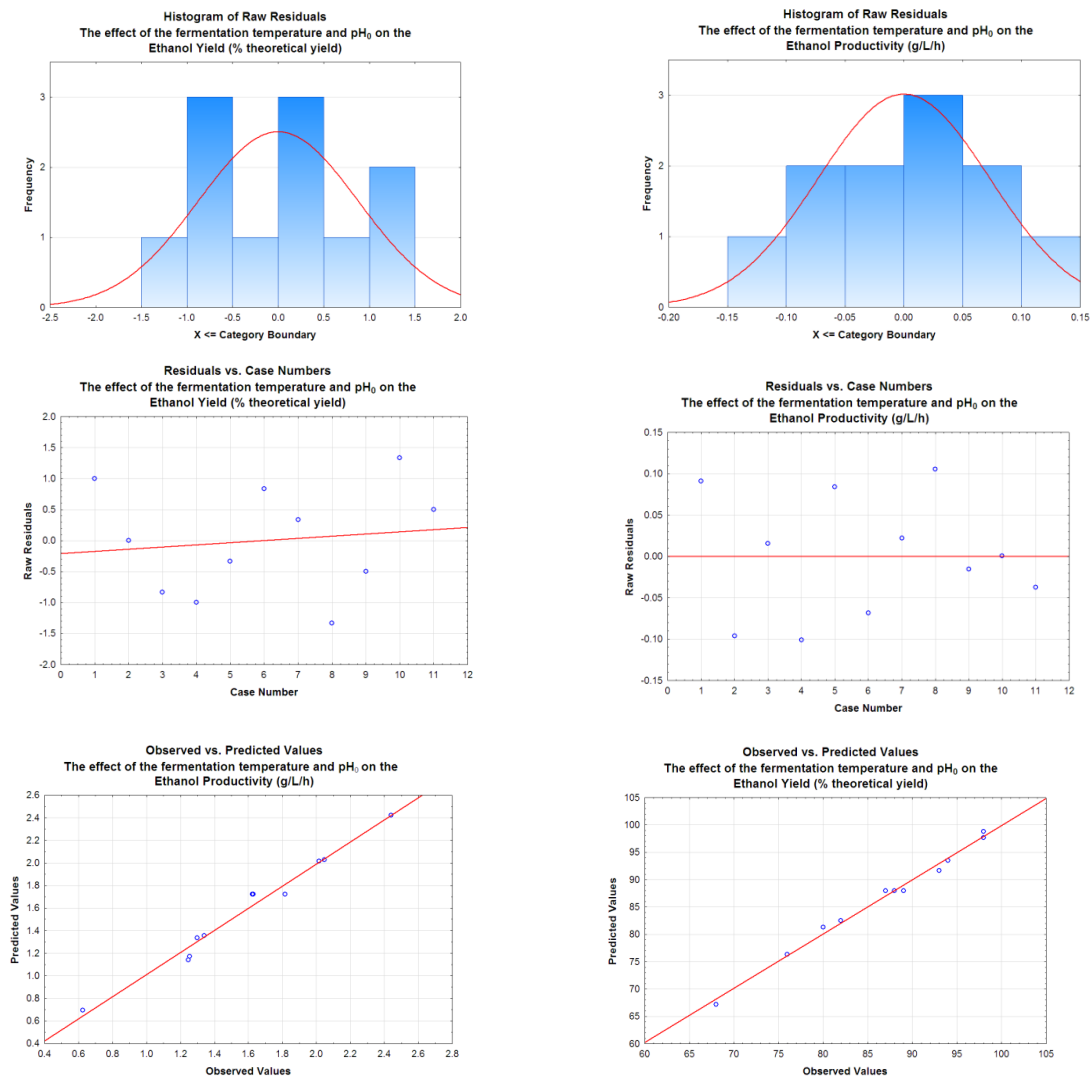 Histogram of Raw Residuals
The effect of the fermentation temperature and pH₀ on the
Ethanol Yield (% theoretical yield)
3
2
1
0
Frequency
-2.5 -2.0 -1.5 -1.0 -0.5 0.0 0.5 1.0 1.5 2.0
X <= Category Boundary
Histogram of Raw Residuals
The effect of the fermentation temperature and pH₀ on the
Ethanol Productivity (g/L/h)
3
2
1
0
Frequency
-0.20 -0.15 -0.10 -0.05 0.00 0.05 0.10 0.15
X <= Category Boundary
Residuals vs. Case Numbers
The effect of the fermentation temperature and pH₀ on the
Ethanol Yield (% theoretical yield)
2.0
1.5
1.0
0.5
0.0
-0.5
-1.0
-1.5
-2.0
Raw Residuals
0 1 2 3 4 5 6 7 8 9 10 11 12
Case Number
Residuals vs. Case Numbers
The effect of the fermentation temperature and pH₀ on the
Ethanol Productivity (g/L/h)
0.15
0.10
0.05
0.00
-0.05
-0.10
-0.15
Raw Residuals
0 1 2 3 4 5 6 7 8 9 10 11 12
Case Number
Observed vs. Predicted Values
The effect of the fermentation temperature and pH₀ on the
Ethanol Productivity (g/L/h)
2.6
2.4
2.2
2.0
1.8
1.6
1.4
1.2
1.0
0.8
0.6
0.4
Predicted Values
0.4 0.6 0.8 1.0 1.2 1.4 1.6 1.8 2.0 2.2 2.4 2.6 2.8
Observed Values
Observed vs. Predicted Values
The effect of the fermentation temperature and pH₀ on the
Ethanol Yield (% theoretical yield)
105
100
95
90
85
80
75
70
65
60
Predicted Values
60 65 70 75 80 85 90 95 100 105
Observed Values